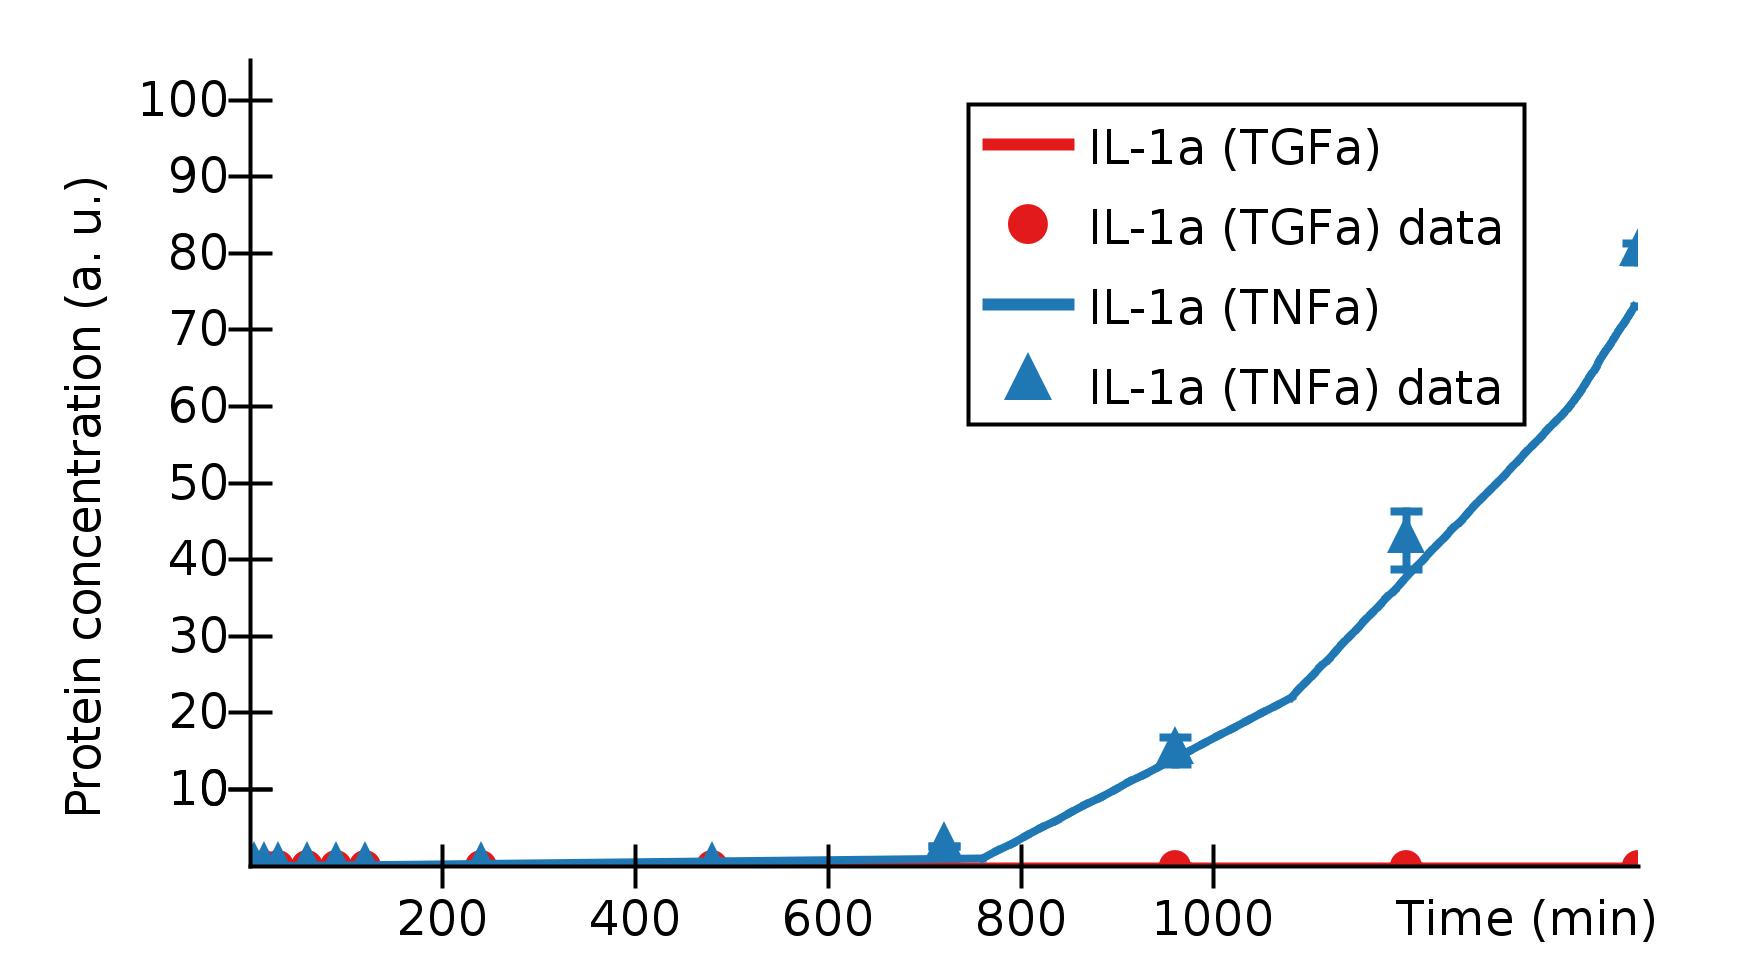 Protein concentration (a. u.)
100
90
80
70
60
50
40
30
20
10
IL-1a (TGFa)
IL-1a (TGFa) data
IL-1a (TNFa)
IL-1a (TNFa) data
200 400 600 800 1000 Time (min)